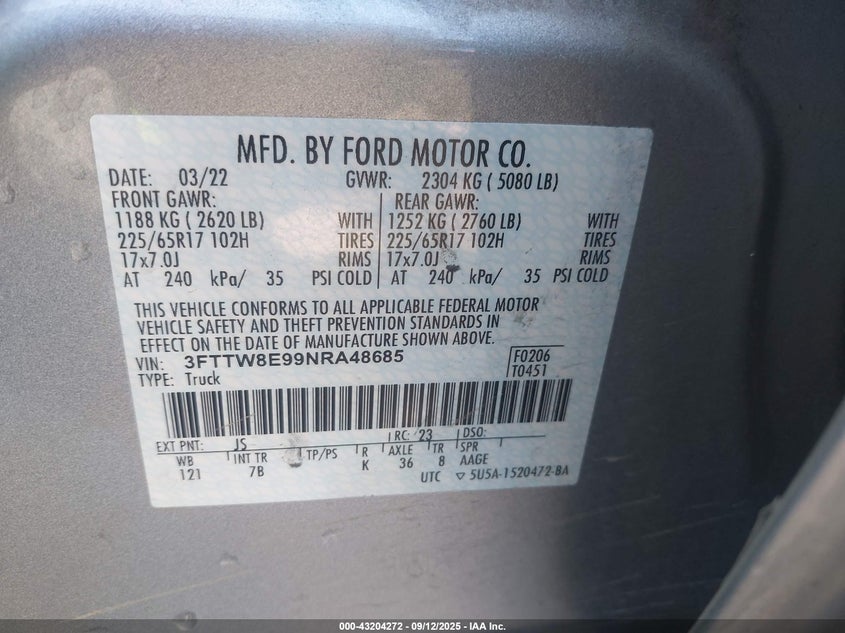 MFD. BY FORD MOTOR CO.
DATE: 03/22 GVWR: 2304 KG ( 5080 LB)
FRONT GAWR: REAR GAWR:
1188 KG ( 2620 LB) WITH 1252 KG ( 2760 LB) WITH
225/65R17 102H TIRES 225/65R17 102H TIRES
17x7.0J RIMS 17x7.0J RIMS
AT 240 kPa/ 35 PSI COLD AT 240 kPa/ 35 PSI COLD
THIS VEHICLE CONFORMS TO ALL APPLICABLE FEDERAL MOTOR
VEHICLE SAFETY AND THEFT PREVENTION STANDARDS IN
EFFECT ON THE DATE OF MANUFACTURE SHOWN ABOVE.
VIN: 3FTTW8E99NRA48685 F0206
TYPE: Truck T0451
EXT PNT: JS RC: 23 DSO:
WB INT TR TP/PS R AXLE TR SPR
121 7B K 36 8 AAGE
UTC ▽ 5U5A-1520472-BA
000-43204272 - 09/12/2025 - IAA Inc.